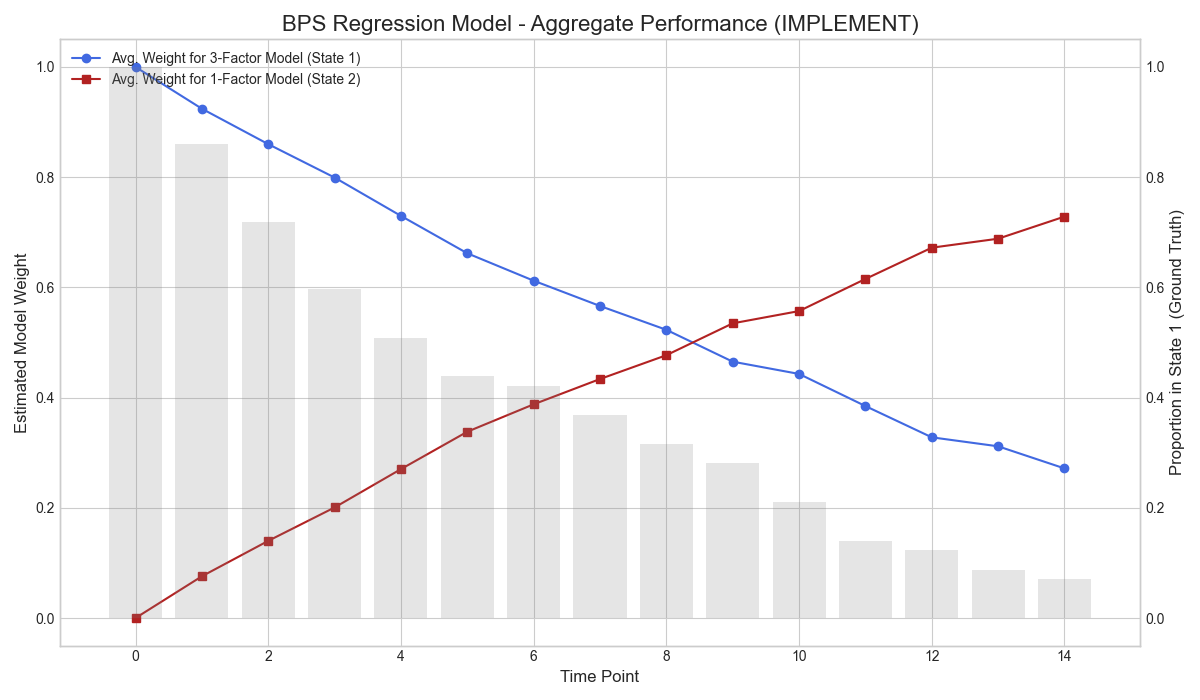 BPS Regression Model - Aggregate Performance (IMPLEMENT)
Avg. Weight for 3-Factor Model (State 1)
Avg. Weight for 1-Factor Model (State 2)
Estimated Model Weight
1.0
0.8
0.6
0.4
0.2
0.0
1.0
0.8
0.6
0.4
0.2
0.0
Proportion in State 1 (Ground Truth)
0 2 4 6 8 10 12 14
Time Point